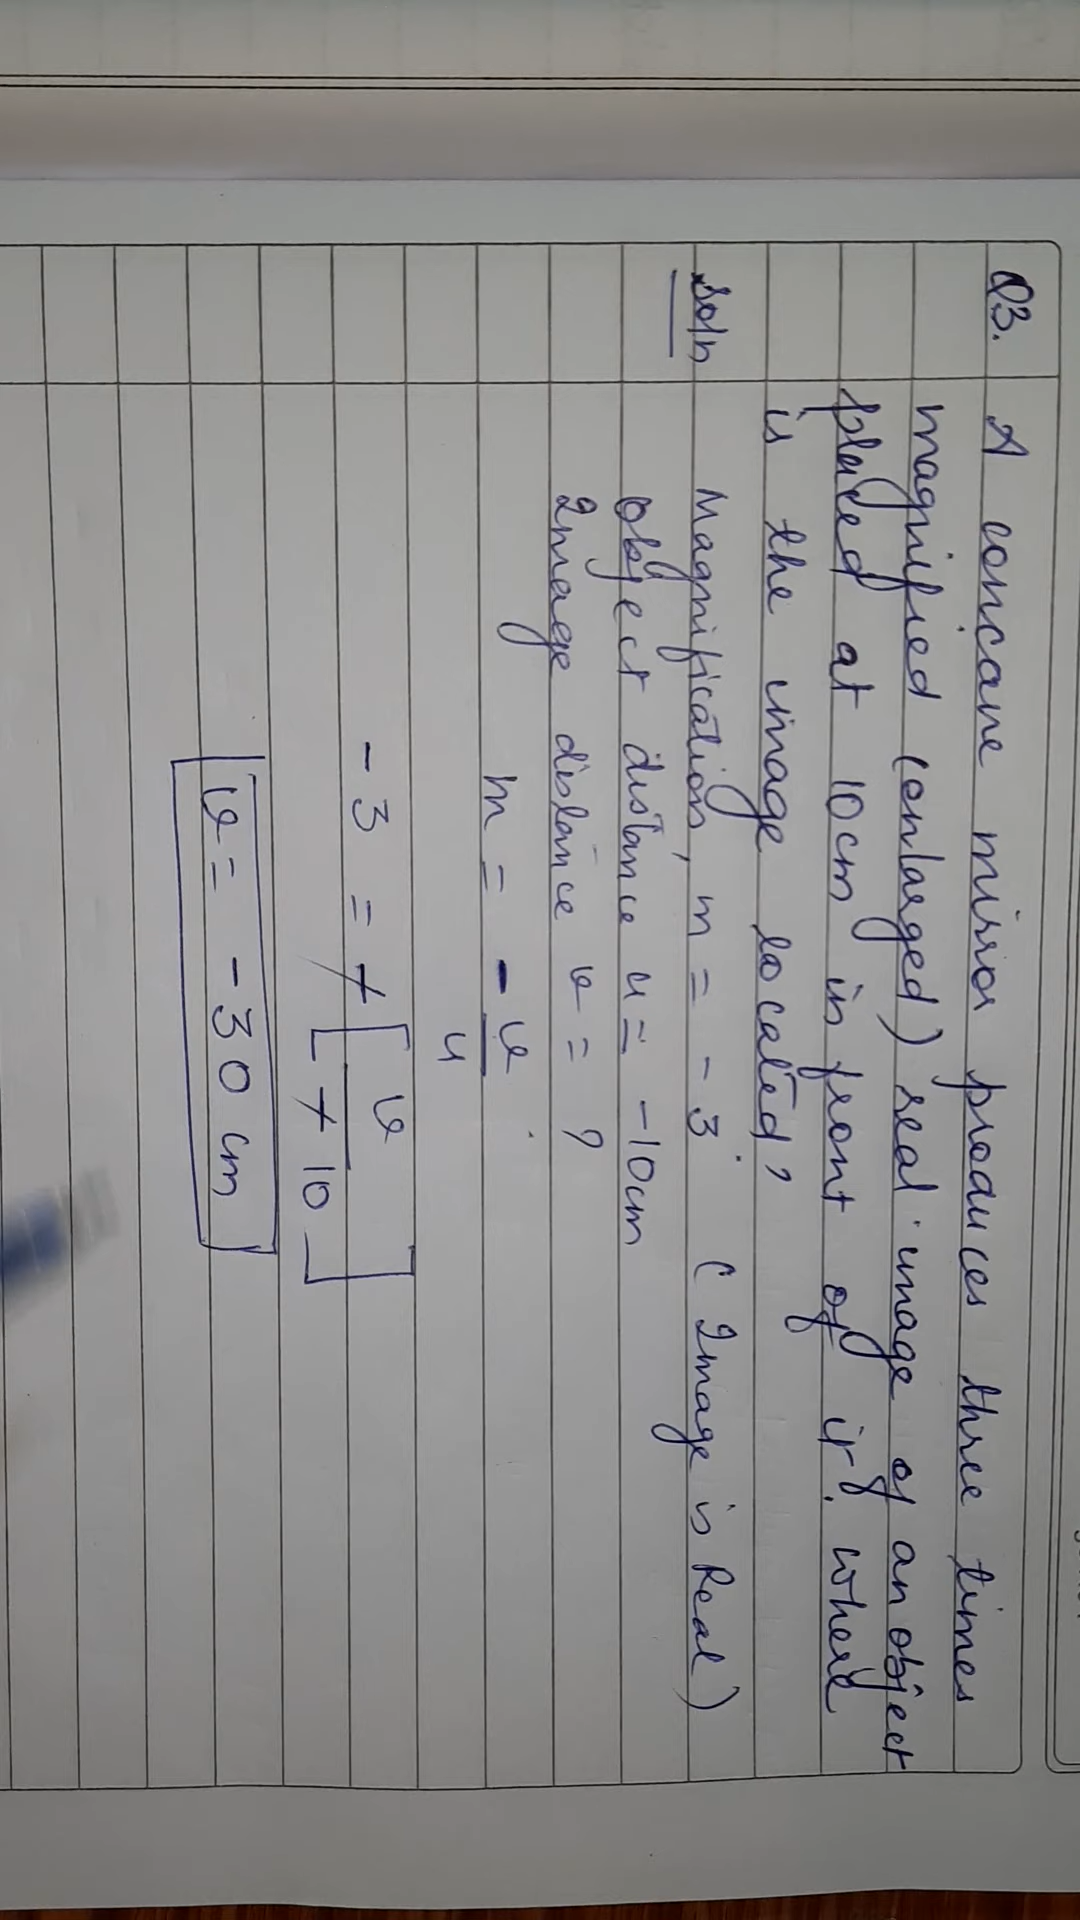 Q3. A concave mirror produces three times
magnified (enlarged) real image of an object
placed at 10cm in front of it. where
is the image located?
Soln Magnification, m = -3 (Image is Real)
Object distance u = -10cm
Image distance v = ?
m = - v/u
-3 = -[v/-10]
v = -30 cm